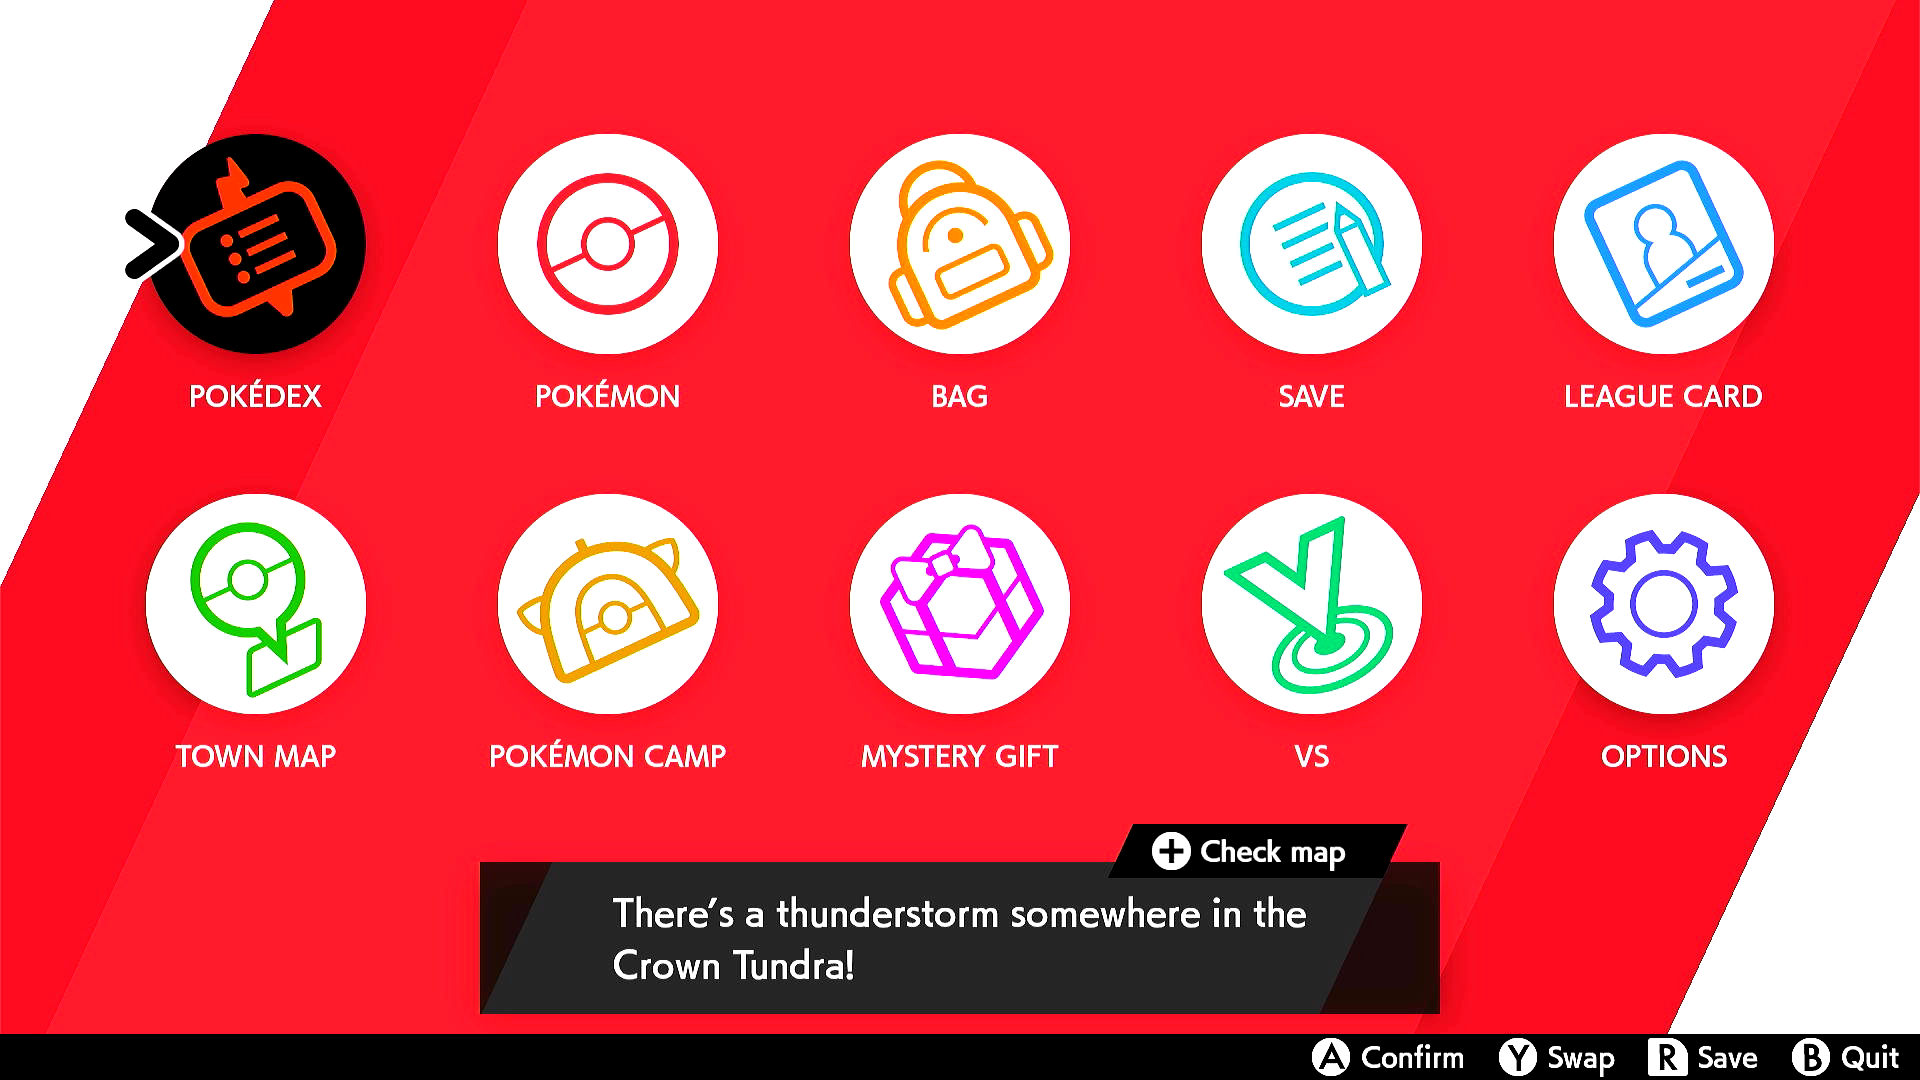 POKÉDEX
POKÉMON
BAG
SAVE
LEAGUE CARD
TOWN MAP
POKÉMON CAMP
MYSTERY GIFT
VS
OPTIONS
+ Check map
There's a thunderstorm somewhere in the
Crown Tundra!
A Confirm Y Swap R Save B Quit